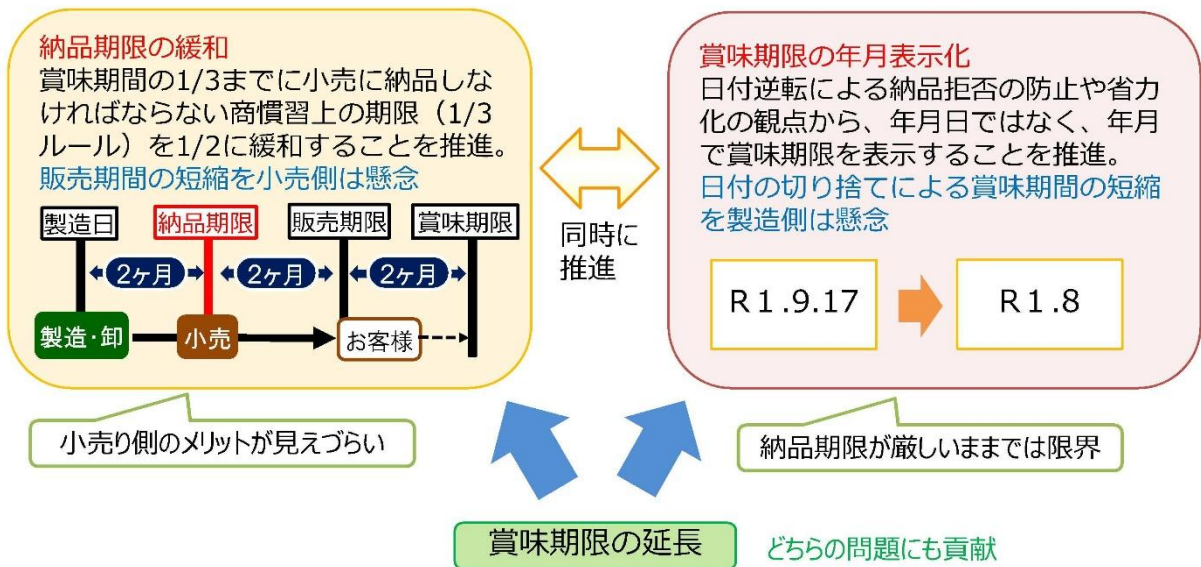 納品期限の緩和
賞味期間の1/3までに小売に納品しな
ければならない商慣習上の期限（1/3
ルール）を1/2に緩和することを推進。
販売期間の短縮を小売側は懸念
製造日 納品期限 販売期限 賞味期限
2ヶ月 2ヶ月 2ヶ月
製造・卸 小売 お客様
小売り側のメリットが見えづらい
同時に
推進
賞味期限の年月表示化
日付逆転による納品拒否の防止や省力
化の観点から、年月日ではなく、年月
で賞味期限を表示することを推進。
日付の切り捨てによる賞味期間の短縮
を製造側は懸念
R1.9.17 R1.8
納品期限が厳しいままでは限界
賞味期限の延長 どちらの問題にも貢献